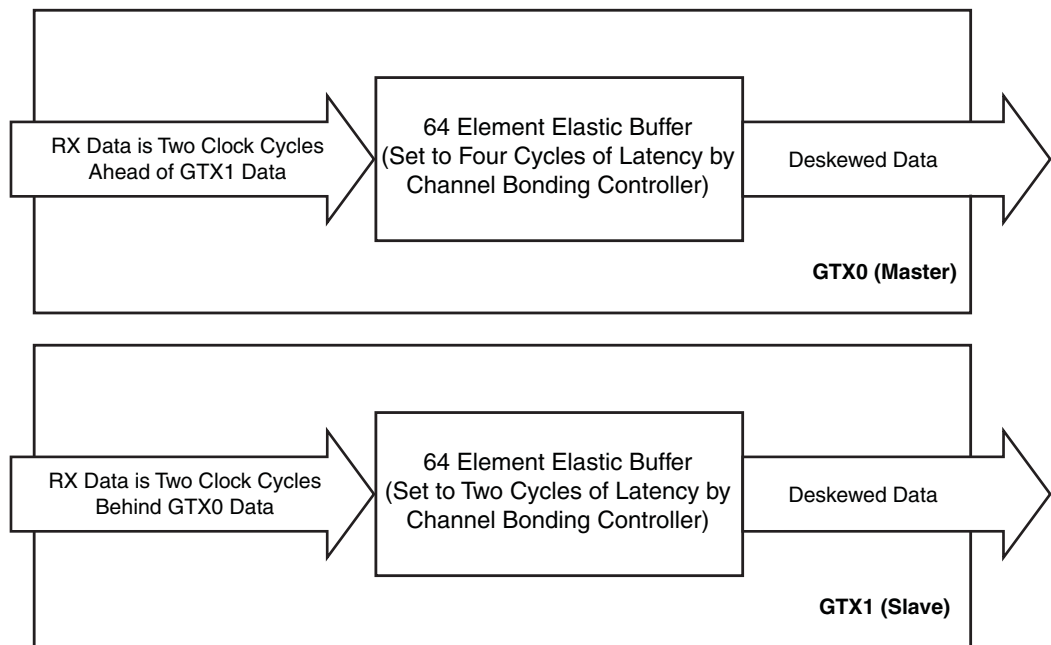 RX Data is Two Clock Cycles
Ahead of GTX1 Data
64 Element Elastic Buffer
(Set to Four Cycles of Latency by
Channel Bonding Controller)
Deskewed Data
GTX0 (Master)
RX Data is Two Clock Cycles
Behind GTX0 Data
64 Element Elastic Buffer
(Set to Two Cycles of Latency by
Channel Bonding Controller)
Deskewed Data
GTX1 (Slave)